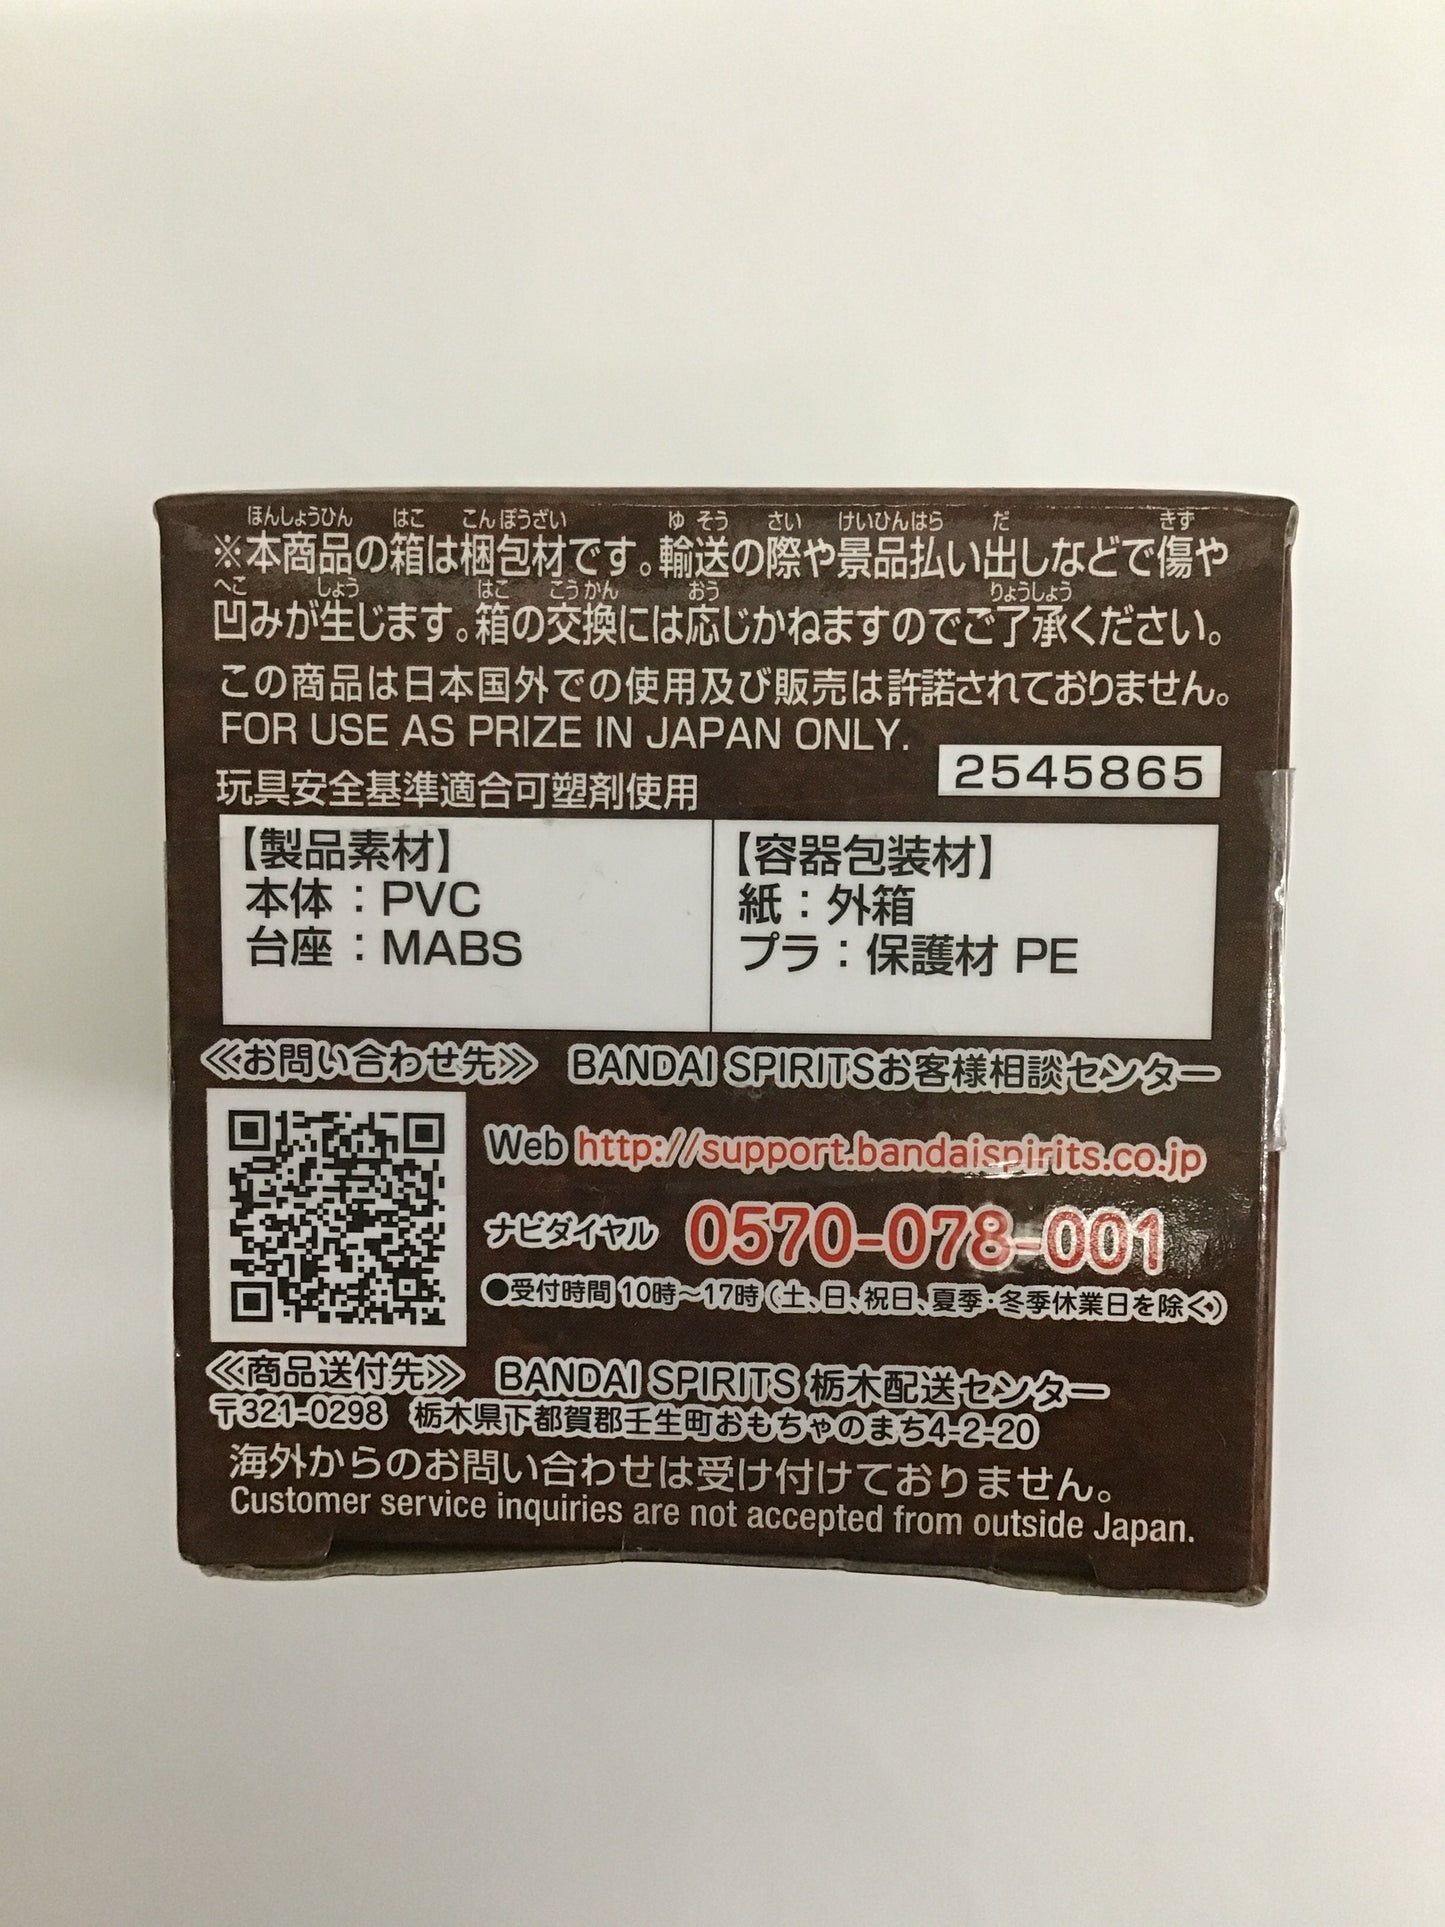 ほんしょうひん はこ こんぽうざい ゆ そう さい けいひんはら だ きず
※本商品の箱は梱包材です。輸送の際や景品払い出しなどで傷や
へこ しょう はこ こうかん おう りょうしょう
凹みが生じます。箱の交換には応じかねますのでご了承ください。
この商品は日本国外での使用及び販売は許諾されておりません。
FOR USE AS PRIZE IN JAPAN ONLY.
2545865
玩具安全基準適合可塑剤使用
【製品素材】
本体：PVC
台座：MABS
【容器包装材】
紙：外箱
プラ：保護材 PE
≪お問い合わせ先≫ BANDAI SPIRITSお客様相談センター
Web http://support.bandaispirits.co.jp
ナビダイヤル 0570-078-001
●受付時間 10時〜17時（土、日、祝日、夏季・冬季休業日を除く）
≪商品送付先≫ BANDAI SPIRITS 栃木配送センター
〒321-0298 栃木県下都賀郡壬生町おもちゃのまち4-2-20
海外からのお問い合わせは受け付けておりません。
Customer service inquiries are not accepted from outside Japan.